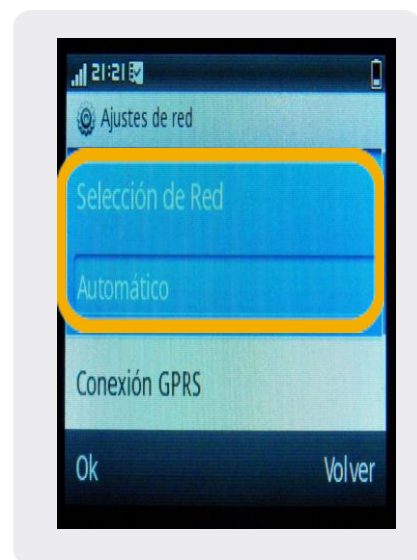 21:21
Ajustes de red
Selección de Red
Automático
Conexión GPRS
Ok Volver